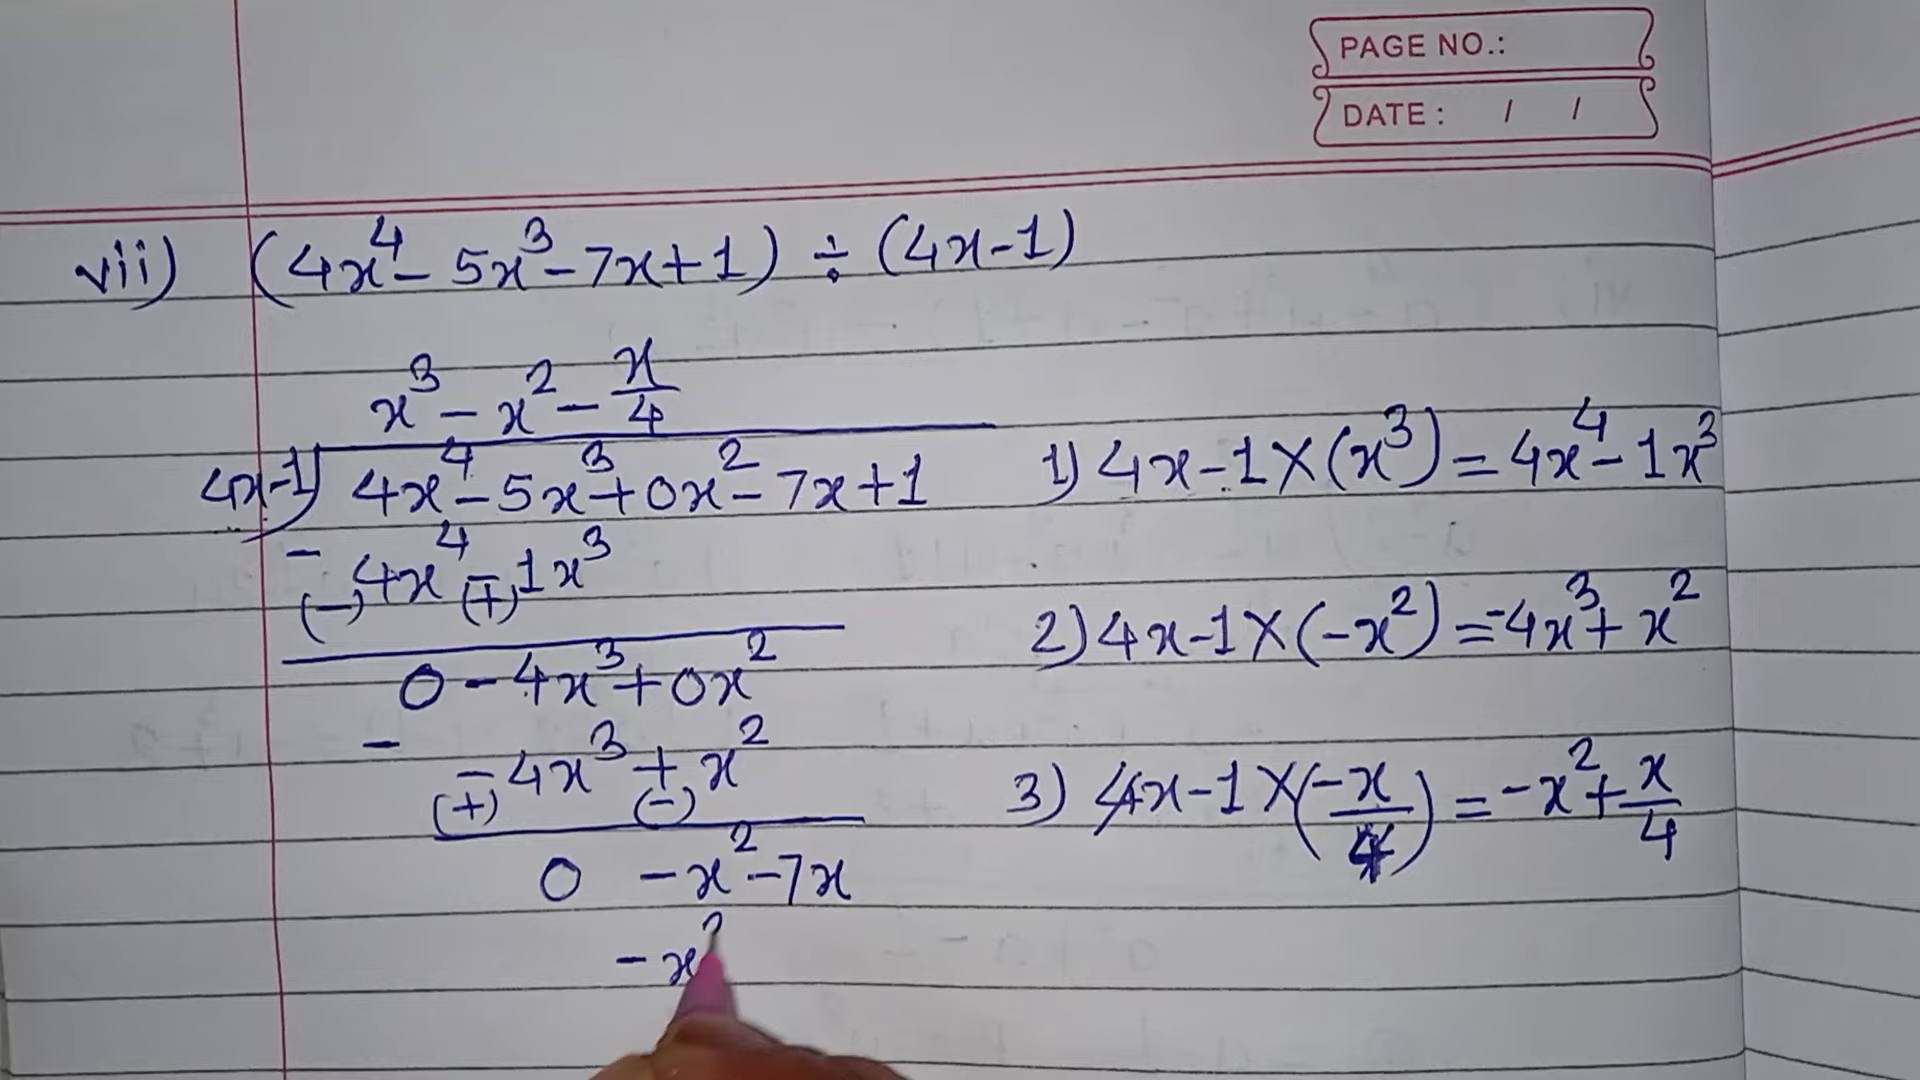 PAGE NO.:
DATE : / /
vii) (4x⁴ - 5x³ - 7x + 1) ÷ (4x - 1)
x³ - x² - x/4
4x-1) 4x⁴ - 5x³ + 0x² - 7x + 1
- 4x⁴ - 1x³
(-) (+)
0 - 4x³ + 0x²
- - 4x³ + x²
(+) (-)
0 - x² - 7x
- x²
1) 4x - 1 × (x³) = 4x⁴ - 1x³
2) 4x - 1 × (-x²) = -4x³ + x²
3) 4x - 1 × (-x/4) = -x² + x/4